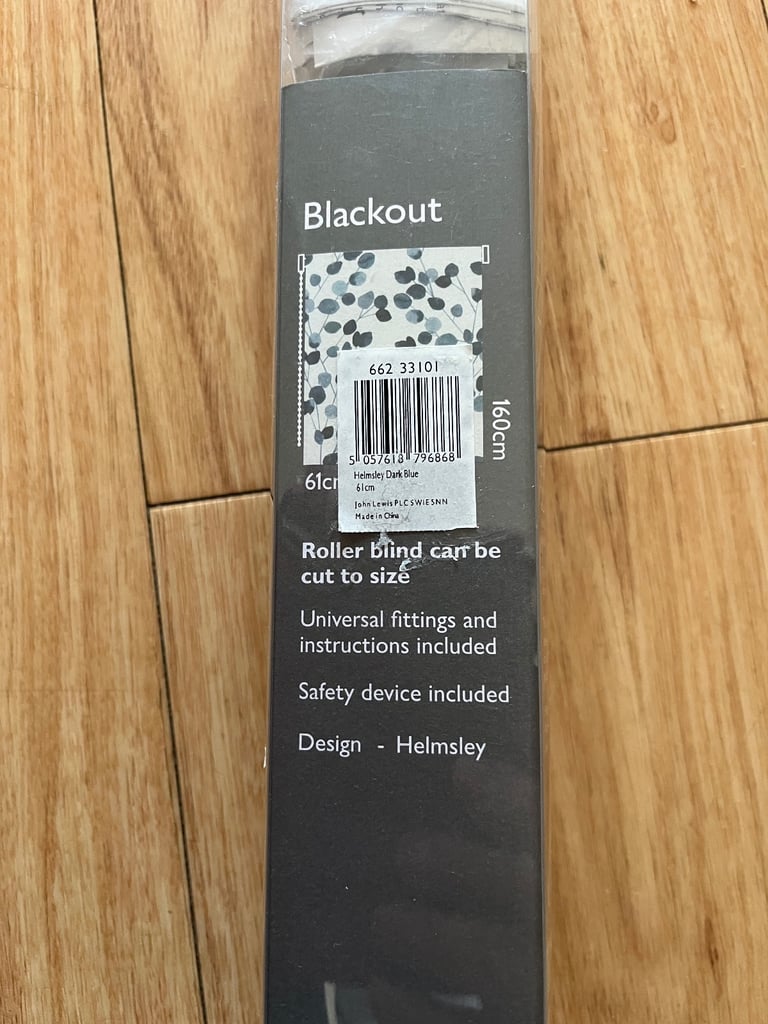 Blackout
662 33101
5 057618 796868
Helmsley Dark Blue
61cm
John Lewis PLC SW1E 5NN
Made in China
160cm
Roller blind can be
cut to size
Universal fittings and
instructions included
Safety device included
Design - Helmsley